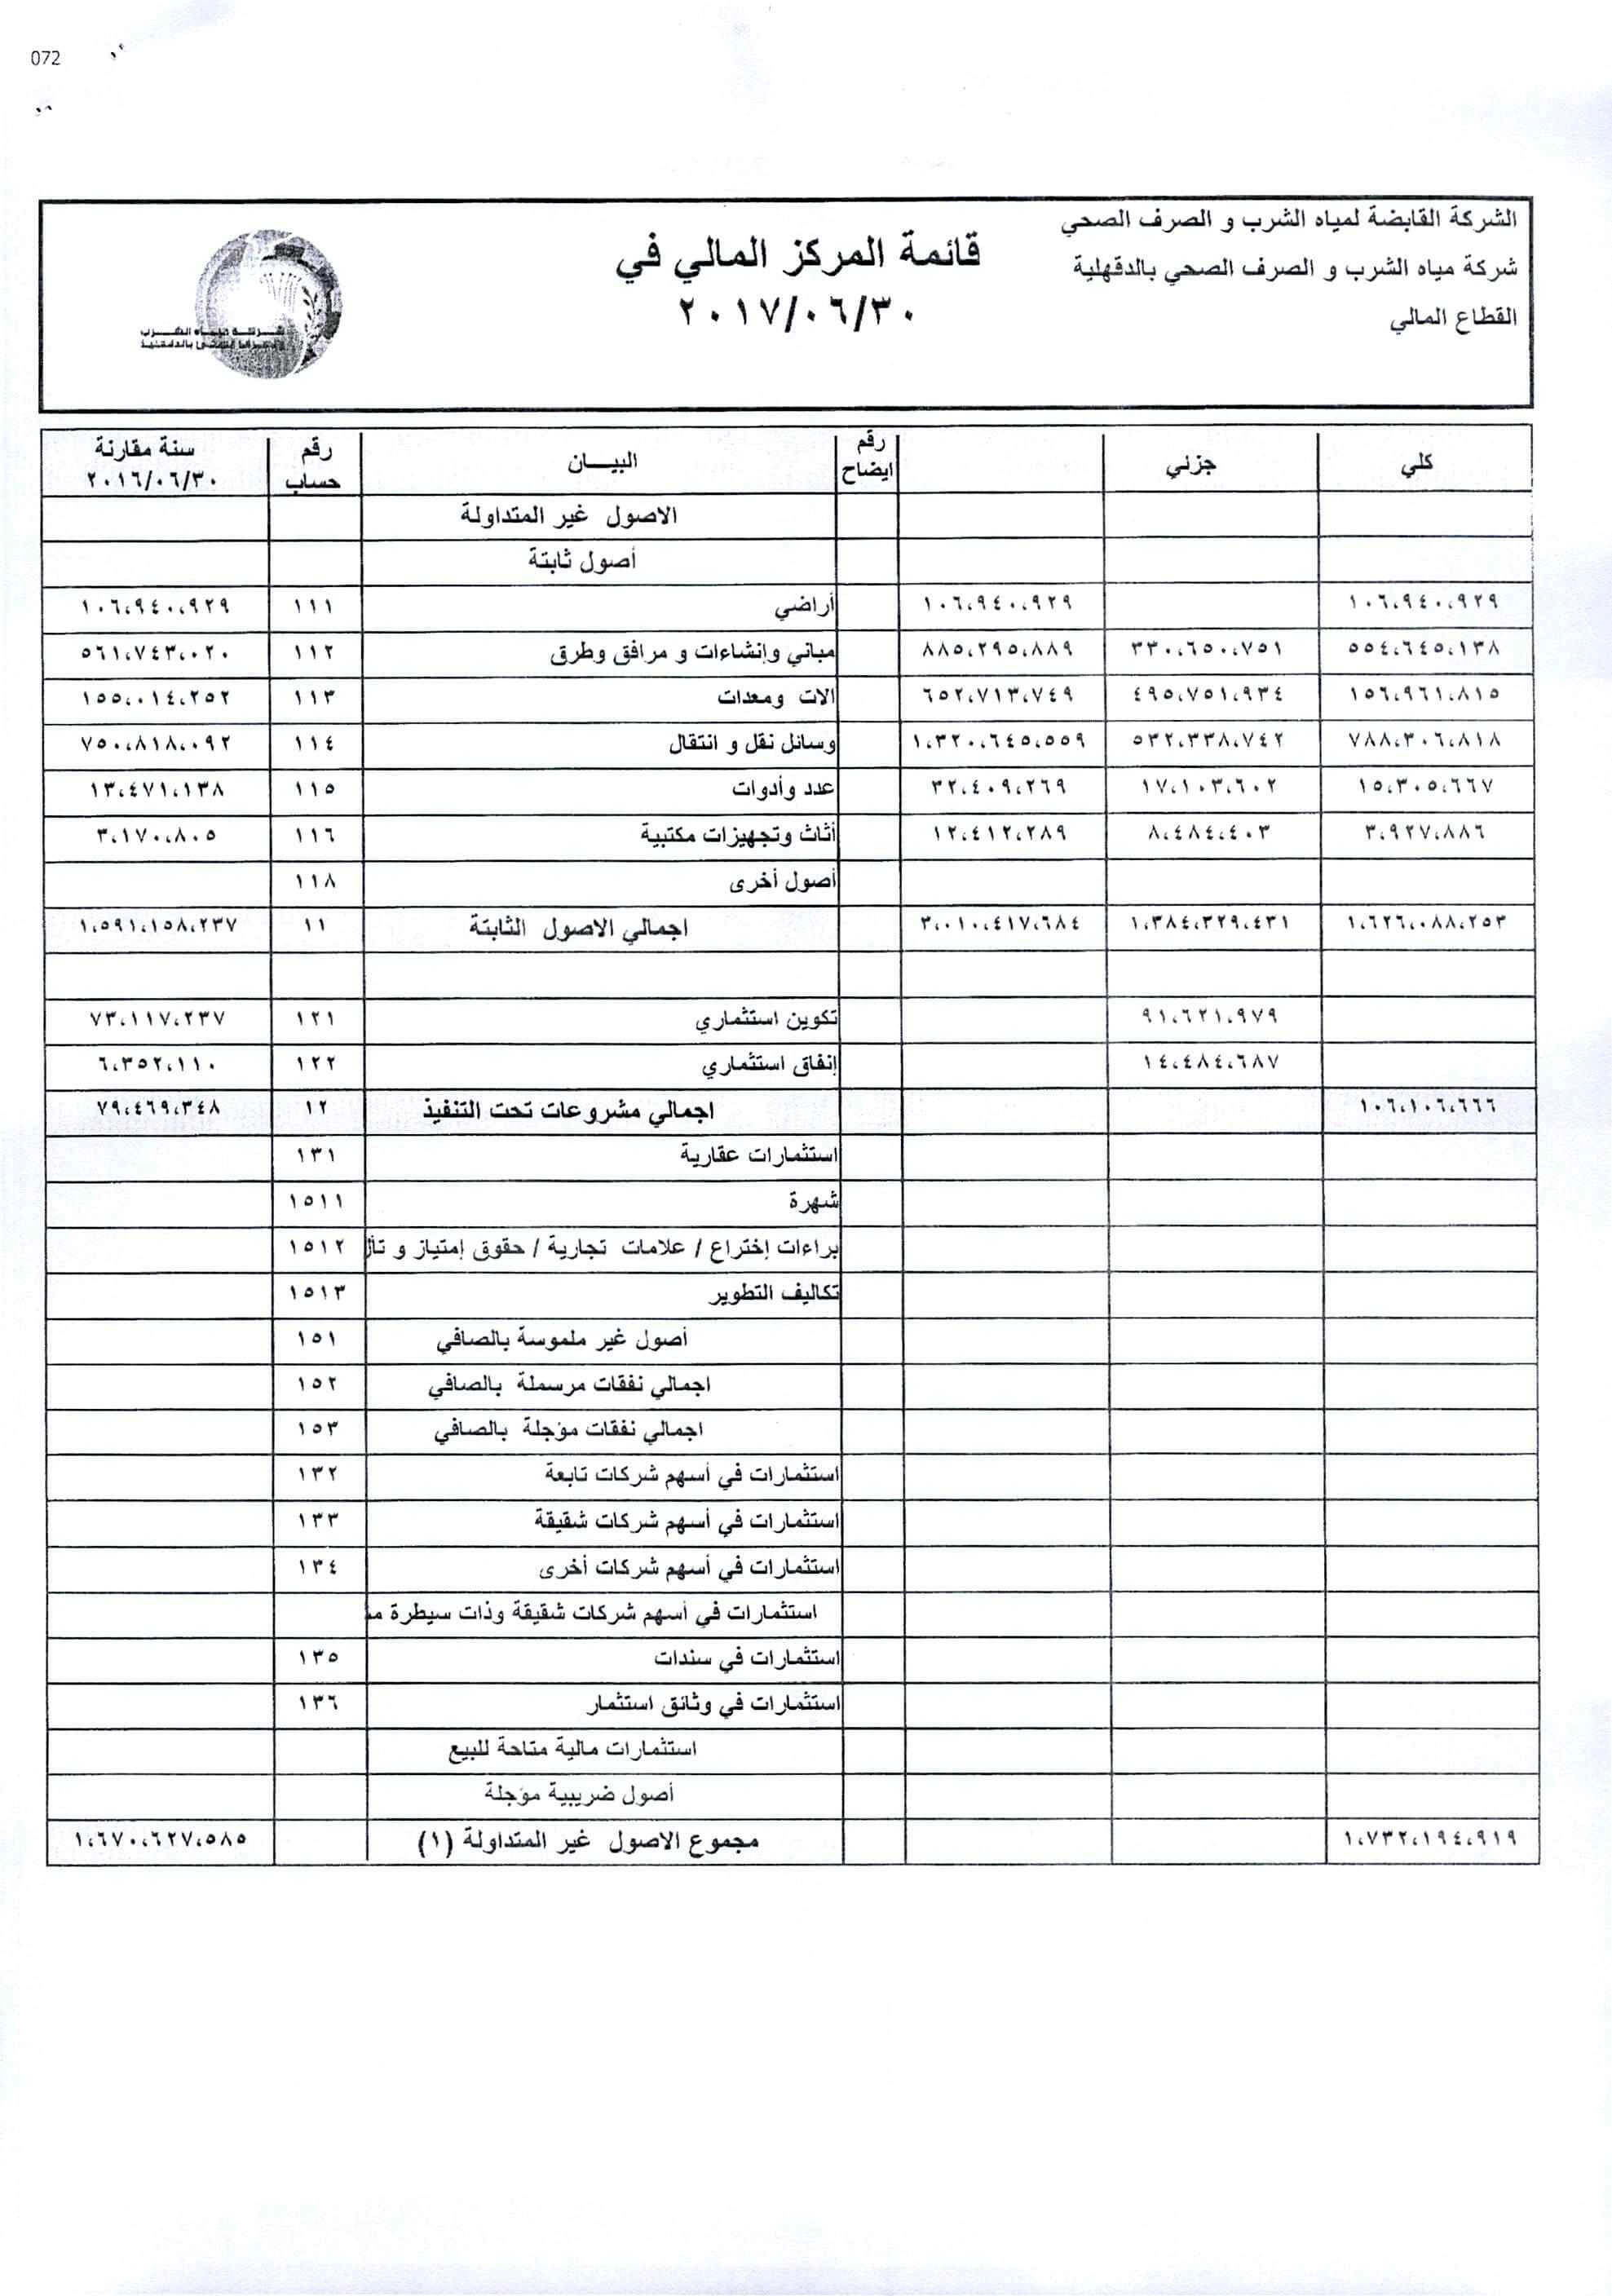 072
الشركة القابضة لمياه الشرب و الصرف الصحي
شركة مياه الشرب و الصرف الصحي بالدقهلية
القطاع المالي
قائمة المركز المالي في
٢٠١٧/٠٦/٣٠
كلي جزئي رقم ايضاح البيـــان رقم حساب سنة مقارنة ٢٠١٦/٠٦/٣٠
الاصول غير المتداولة
أصول ثابتة
١٠٦،٩٤٠،٩٢٩ ١٠٦،٩٤٠،٩٢٩ أراضي ١١١ ١٠٦،٩٤٠،٩٢٩
٥٥٤،٦٤٥،١٣٨ ٣٣٠،٦٥٠،٧٥١ ٨٨٥،٢٩٥،٨٨٩ مباني وإنشاءات و مرافق وطرق ١١٢ ٥٦١،٧٤٣،٠٢٠
١٥٦،٩٦١،٨١٥ ٤٩٥،٧٥١،٩٣٤ ٦٥٢،٧١٣،٧٤٩ الات ومعدات ١١٣ ١٥٥،٠١٤،٢٥٢
٧٨٨،٣٠٦،٨١٨ ٥٣٢،٣٣٨،٧٤٢ ١،٣٢٠،٦٤٥،٥٥٩ وسائل نقل و انتقال ١١٤ ٧٥٠،٨١٨،٠٩٢
١٥،٣٠٥،٦٦٧ ١٧،١٠٣،٦٠٢ ٣٢،٤٠٩،٢٦٩ عدد وأدوات ١١٥ ١٣،٤٧١،١٣٨
٣،٩٢٧،٨٨٦ ٨،٤٨٤،٤٠٣ ١٢،٤١٢،٢٨٩ أثاث وتجهيزات مكتبية ١١٦ ٣،١٧٠،٨٠٥
أصول أخرى ١١٨
١،٦٢٦،٠٨٨،٢٥٣ ١،٣٨٤،٣٢٩،٤٣١ ٣،٠١٠،٤١٧،٦٨٤ اجمالي الاصول الثابتة ١١ ١،٥٩١،١٥٨،٢٣٧
٩١،٦٢١،٩٧٩ تكوين استثماري ١٢١ ٧٣،١١٧،٢٣٧
١٤،٤٨٤،٦٨٧ إنفاق استثماري ١٢٢ ٦،٣٥٢،١١٠
١٠٦،١٠٦،٦٦٦ اجمالي مشروعات تحت التنفيذ ١٢ ٧٩،٤٦٩،٣٤٨
استثمارات عقارية ١٣١
شهرة ١٥١١
براءات إختراع / علامات تجارية / حقوق إمتياز و تأل ١٥١٢
تكاليف التطوير ١٥١٣
أصول غير ملموسة بالصافي ١٥١
اجمالي نفقات مرسملة بالصافي ١٥٢
اجمالي نفقات مؤجلة بالصافي ١٥٣
استثمارات في أسهم شركات تابعة ١٣٢
استثمارات في أسهم شركات شقيقة ١٣٣
استثمارات في أسهم شركات أخرى ١٣٤
استثمارات في أسهم شركات شقيقة وذات سيطرة مش
استثمارات في سندات ١٣٥
استثمارات في وثائق استثمار ١٣٦
استثمارات مالية متاحة للبيع
أصول ضريبية مؤجلة
١،٧٣٢،١٩٤،٩١٩ مجموع الاصول غير المتداولة (١) ١،٦٧٠،٦٢٧،٥٨٥